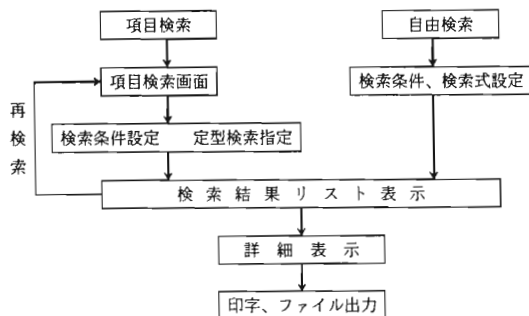 項目検索
自由検索
項目検索画面
検索条件、検索式設定
再検索
検索条件設定 定型検索指定
検索結果リスト表示
詳細表示
印字、ファイル出力